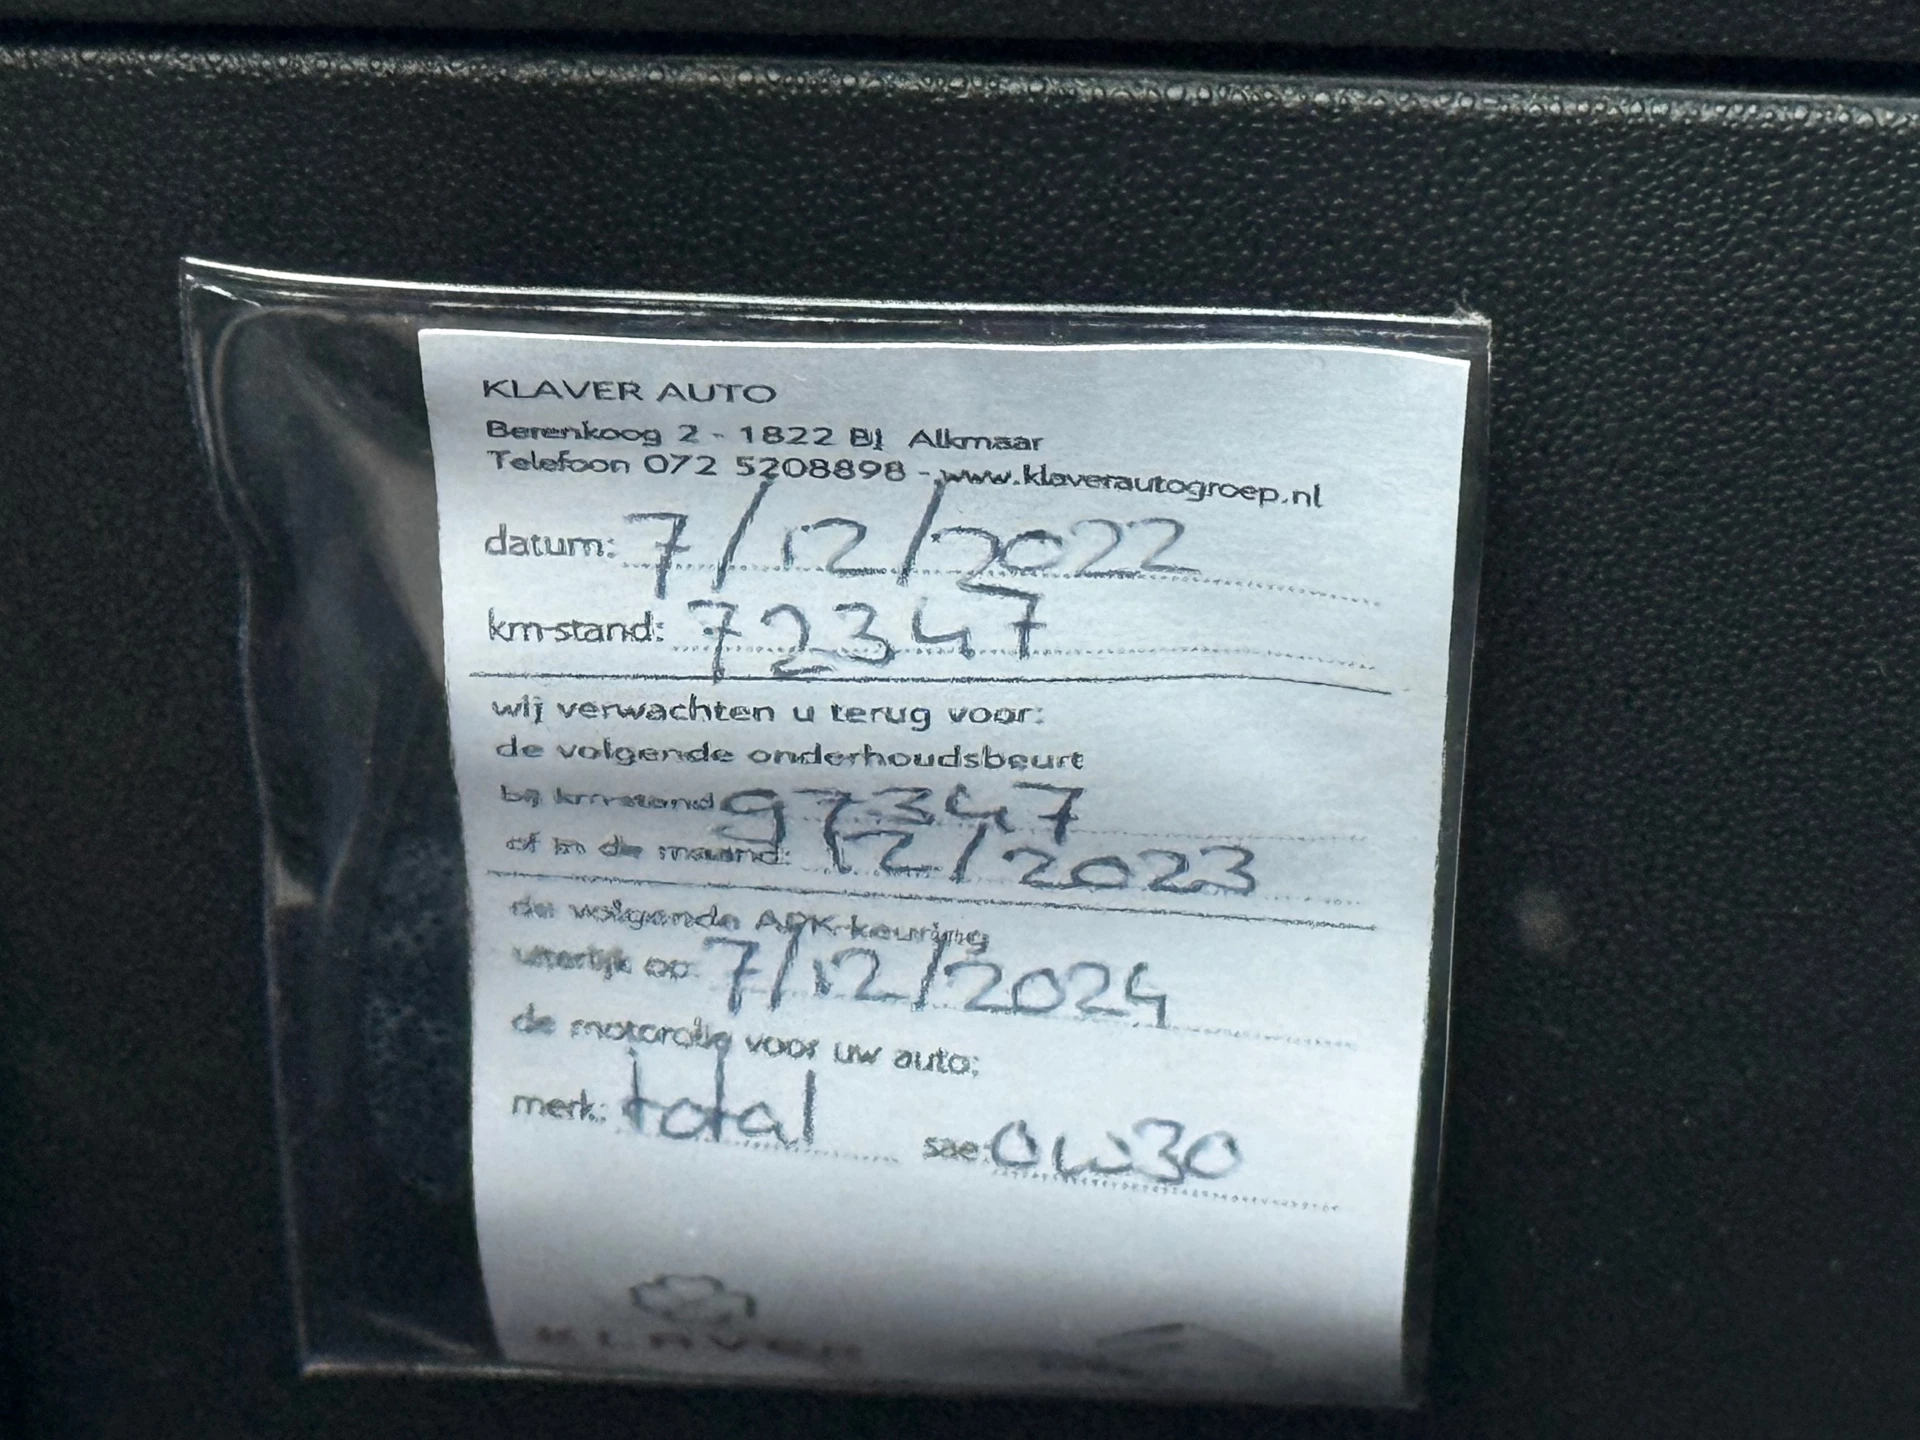 KLAVER AUTO
Berenkoog 2 - 1822 BJ Alkmaar
Telefoon 072 5208898 - www.klaverautogroep.nl
datum: 7/12/2022
km-stand: 72347
wij verwachten u terug voor:
de volgende onderhoudsbeurt
bij km-stand 97347
of in de maand: 12/2023
de volgende APK-keuring
uiterlijk op: 7/12/2024
de motorolie voor uw auto:
merk: total sae 0w30
KLAVER